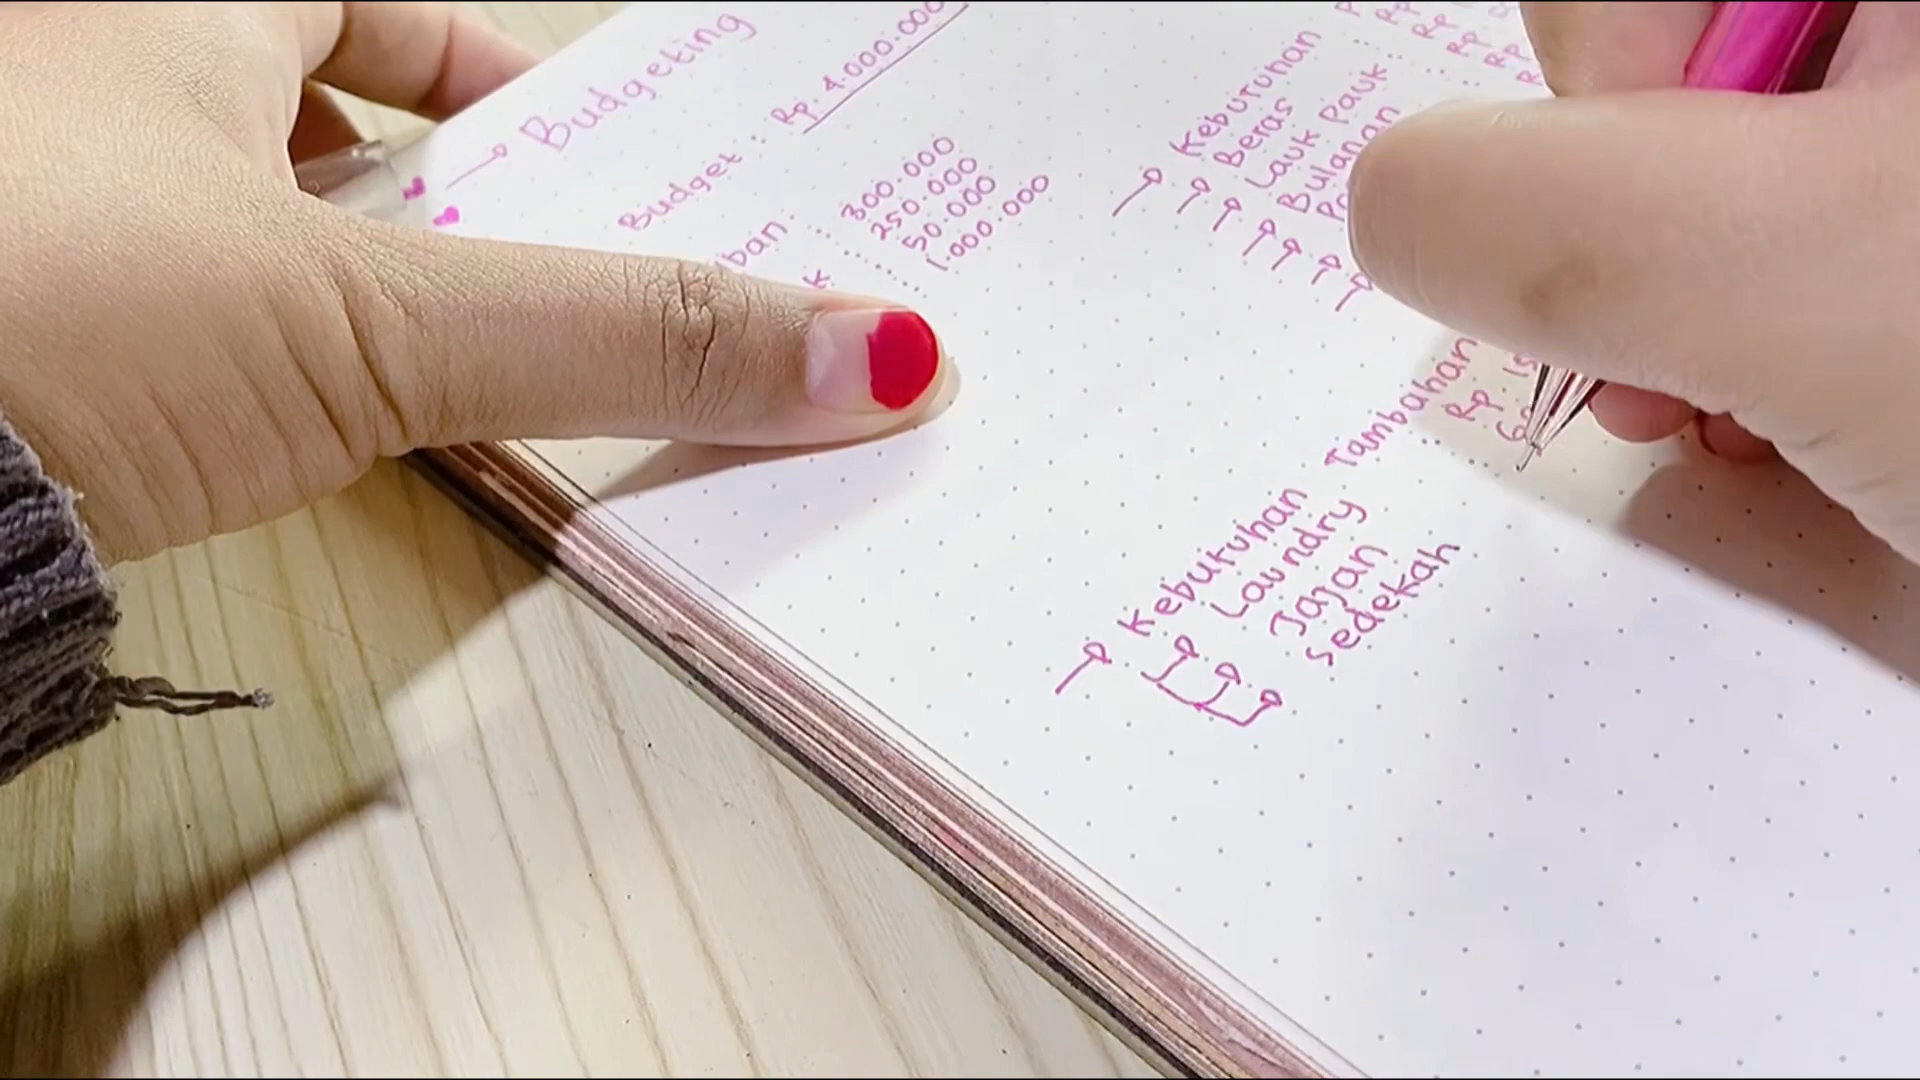 Budgeting
Budget : Rp. 4.000.000
300.000
250.000
50.000
1.000.000
Kebutuhan
Beras
Lauk Pauk
Bulanan
Kebutuhan Tambahan
Laundry Rp
Jajan
Sedekah